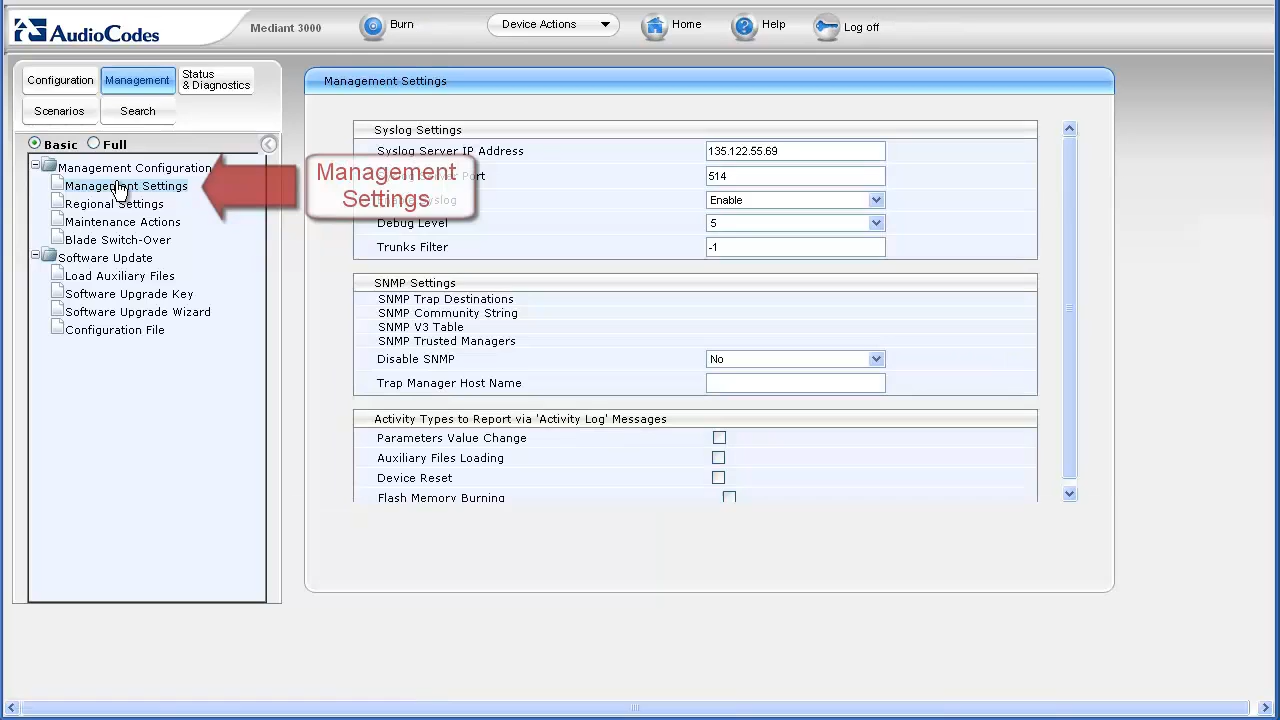 AudioCodes
Mediant 3000
Burn
Device Actions
Home
Help
Log off
Configuration
Management
Status
& Diagnostics
Scenarios
Search
Basic
Full
Management Configuration
Management Settings
Regional Settings
Maintenance Actions
Blade Switch-Over
Software Update
Load Auxiliary Files
Software Upgrade Key
Software Upgrade Wizard
Configuration File
Management
Settings
Management Settings
Syslog Settings
Syslog Server IP Address
135.122.55.69
Port
514
Enable
Debug Level
5
Trunks Filter
-1
SNMP Settings
SNMP Trap Destinations
SNMP Community String
SNMP V3 Table
SNMP Trusted Managers
Disable SNMP
No
Trap Manager Host Name
Activity Types to Report via 'Activity Log' Messages
Parameters Value Change
Auxiliary Files Loading
Device Reset
Flash Memory Burning